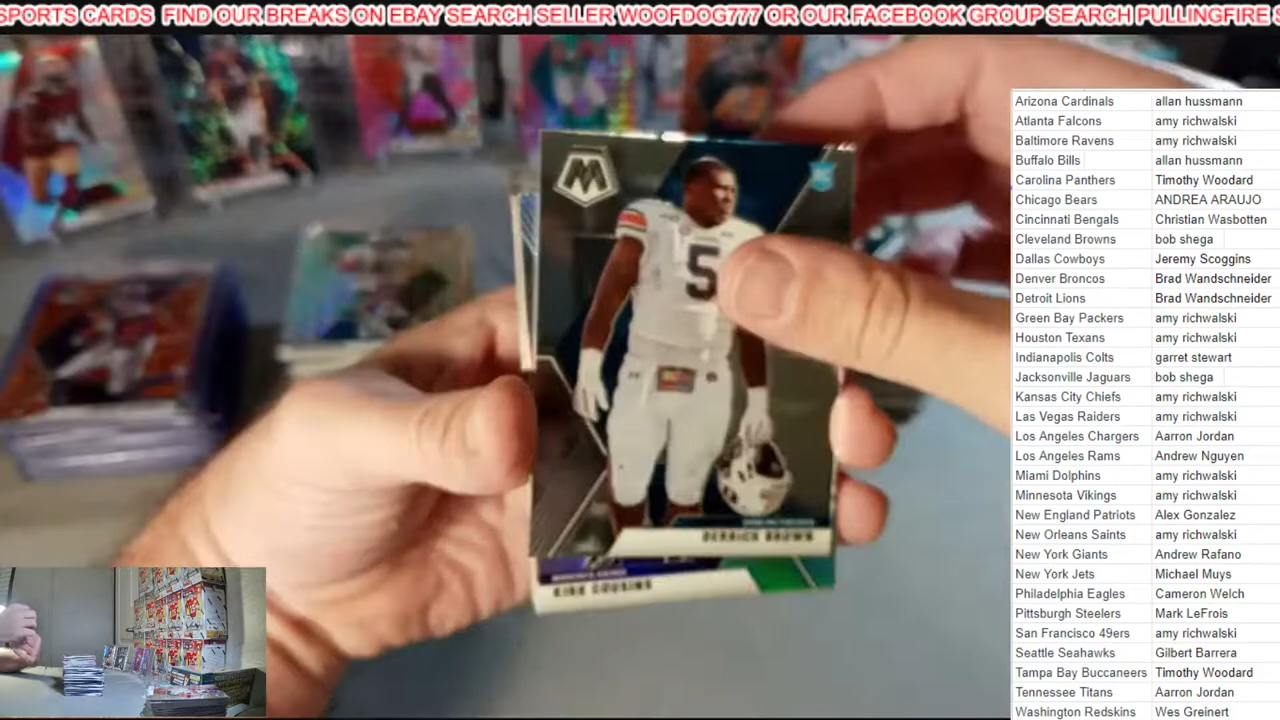 SPORTS CARDS FIND OUR BREAKS ON EBAY SEARCH SELLER WOOFDOG777 OR OUR FACEBOOK GROUP SEARCH PULLINGFIRE S
Arizona Cardinals allan hussmann
Atlanta Falcons amy richwalski
Baltimore Ravens amy richwalski
Buffalo Bills allan hussmann
Carolina Panthers Timothy Woodard
Chicago Bears ANDREA ARAUJO
Cincinnati Bengals Christian Wasbotten
Cleveland Browns bob shega
Dallas Cowboys Jeremy Scoggins
Denver Broncos Brad Wandschneider
Detroit Lions Brad Wandschneider
Green Bay Packers amy richwalski
Houston Texans amy richwalski
Indianapolis Colts garret stewart
Jacksonville Jaguars bob shega
Kansas City Chiefs amy richwalski
Las Vegas Raiders amy richwalski
Los Angeles Chargers Aarron Jordan
Los Angeles Rams Andrew Nguyen
Miami Dolphins amy richwalski
Minnesota Vikings amy richwalski
New England Patriots Alex Gonzalez
New Orleans Saints amy richwalski
New York Giants Andrew Rafano
New York Jets Michael Muys
Philadelphia Eagles Cameron Welch
Pittsburgh Steelers Mark LeFrois
San Francisco 49ers amy richwalski
Seattle Seahawks Gilbert Barrera
Tampa Bay Buccaneers Timothy Woodard
Tennessee Titans Aarron Jordan
Washington Redskins Wes Greinert
M
5
DERRICK BROWN
KIRK COUSINS